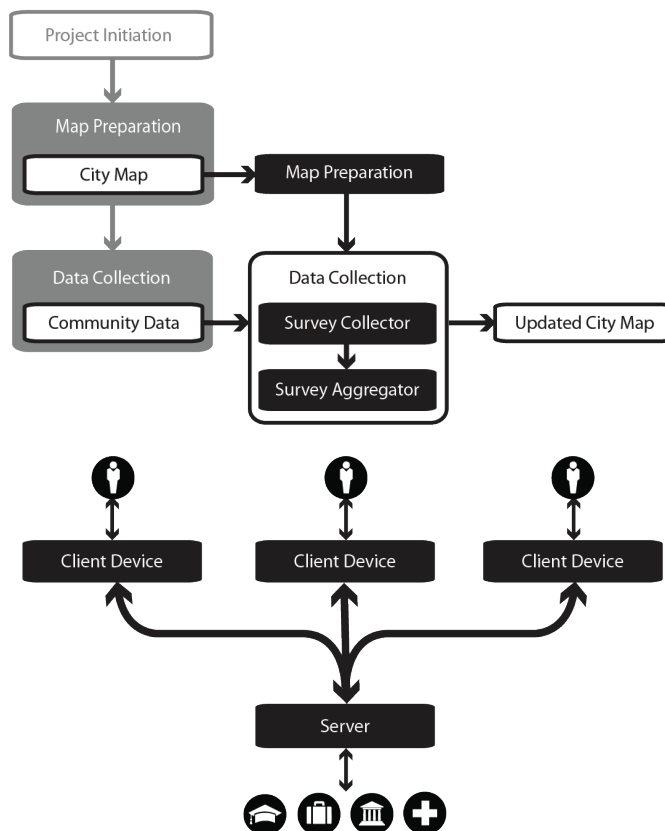 Project Initiation
Map Preparation
City Map
Map Preparation
Data Collection
Community Data
Data Collection
Survey Collector
Survey Aggregator
Updated City Map
Client Device
Client Device
Client Device
Server